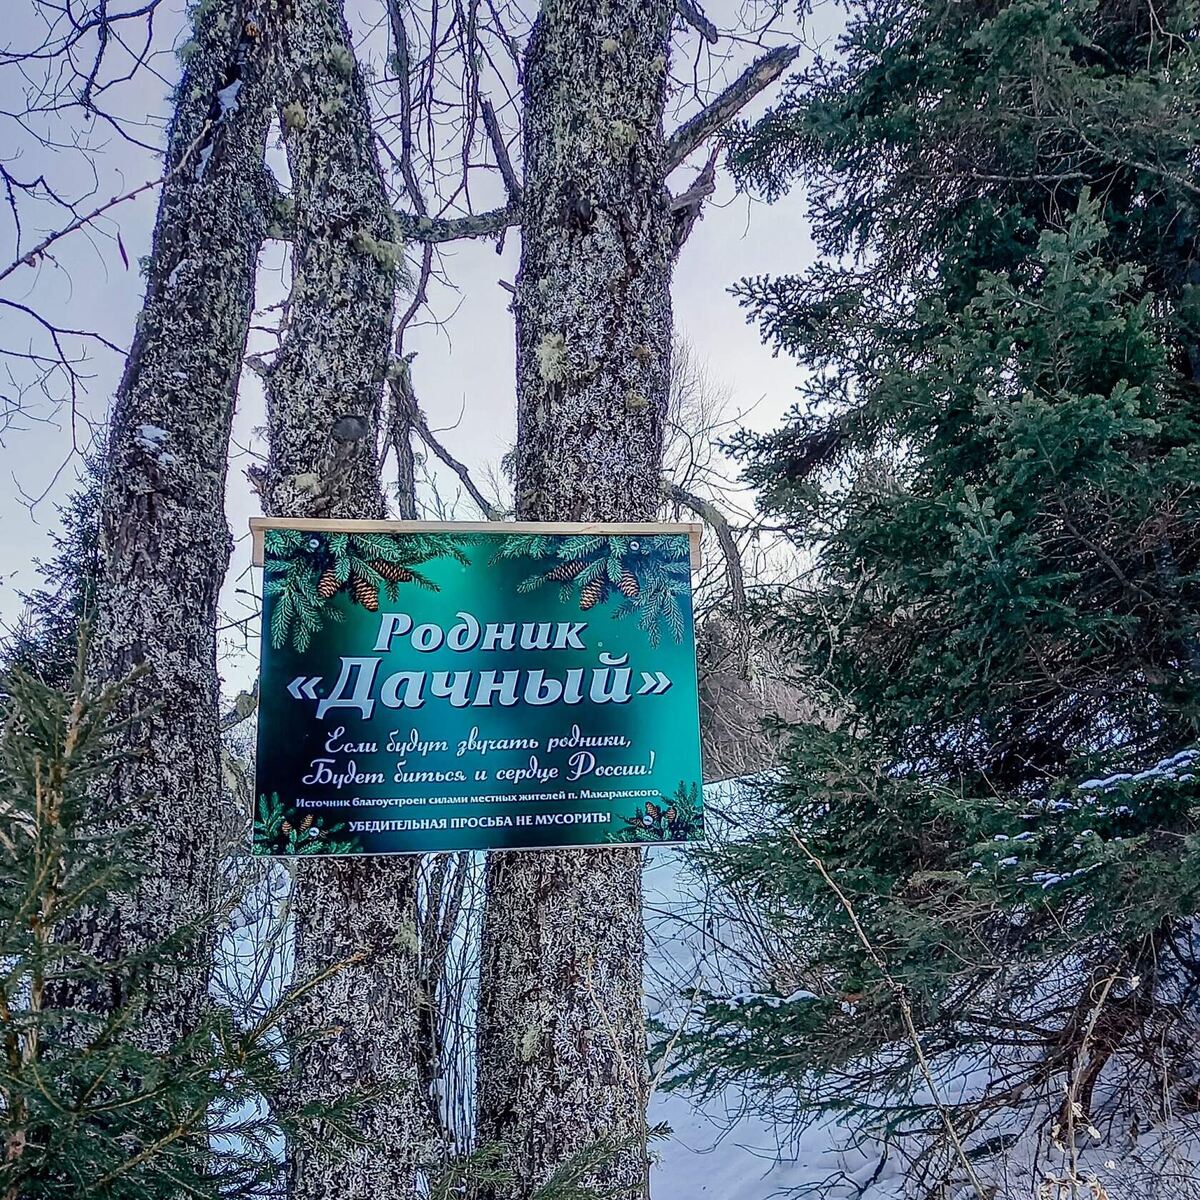 Родник
«Дачный»
Если будут звучать родники,
Будет биться и сердце России!
Источник благоустроен силами местных жителей п. Макаракского.
УБЕДИТЕЛЬНАЯ ПРОСЬБА НЕ МУСОРИТЬ!